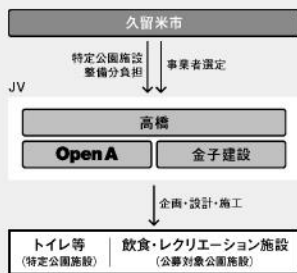 久留米市
特定公園施設
整備分負担
事業者選定
JV
高橋
Open A
金子建設
企画・設計・施工
トイレ等
(特定公園施設)
飲食・レクリエーション施設
(公募対象公園施設)